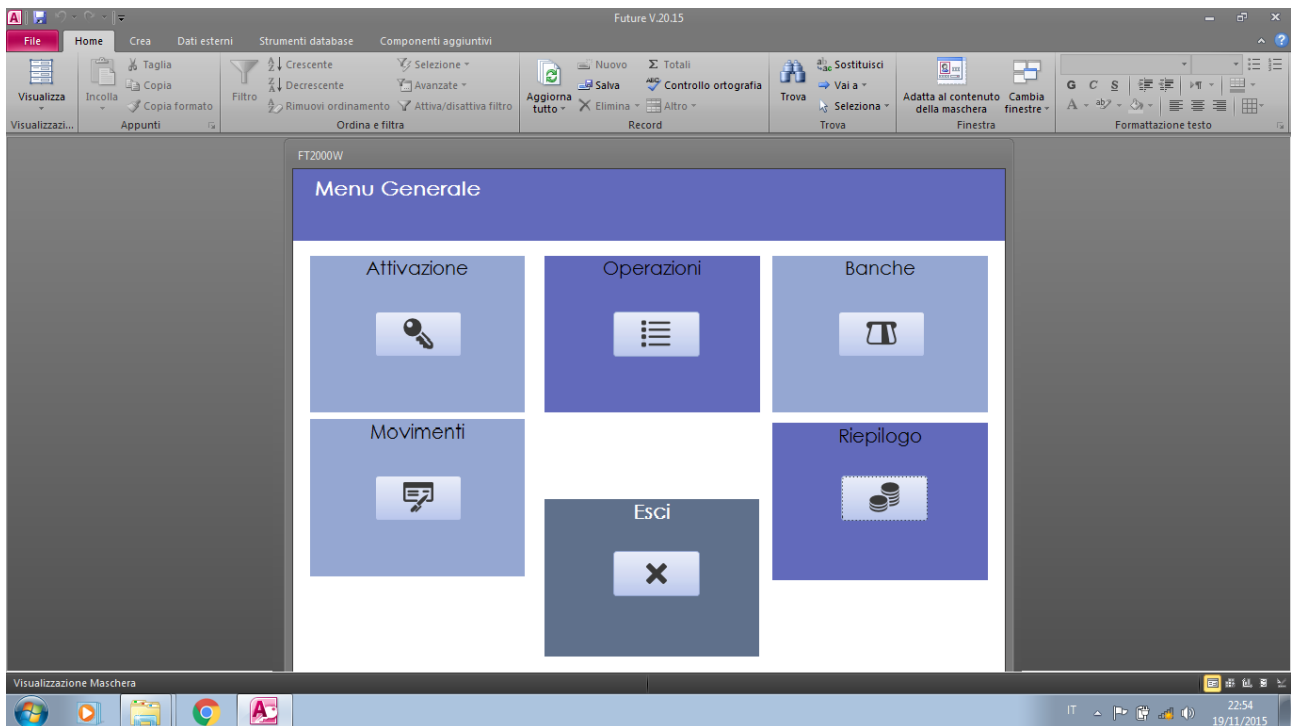 Future V.20.15
File Home Crea Dati esterni Strumenti database Componenti aggiuntivi
Visualizza
Visualizzazi...
Incolla
Taglia
Copia
Copia formato
Appunti
Filtro
Crescente
Decrescente
Rimuovi ordinamento
Selezione
Avanzate
Attiva/disattiva filtro
Ordina e filtra
Aggiorna
tutto
Nuovo
Salva
Elimina
Totali
Controllo ortografia
Altro
Record
Trova
Sostituisci
Vai a
Seleziona
Trova
Adatta al contenuto
della maschera
Cambia
finestre
Finestra
G C S
A
Formattazione testo
FT2000W
Menu Generale
Attivazione
Operazioni
Banche
Movimenti
Riepilogo
Esci
Visualizzazione Maschera
IT
22:54
19/11/2015